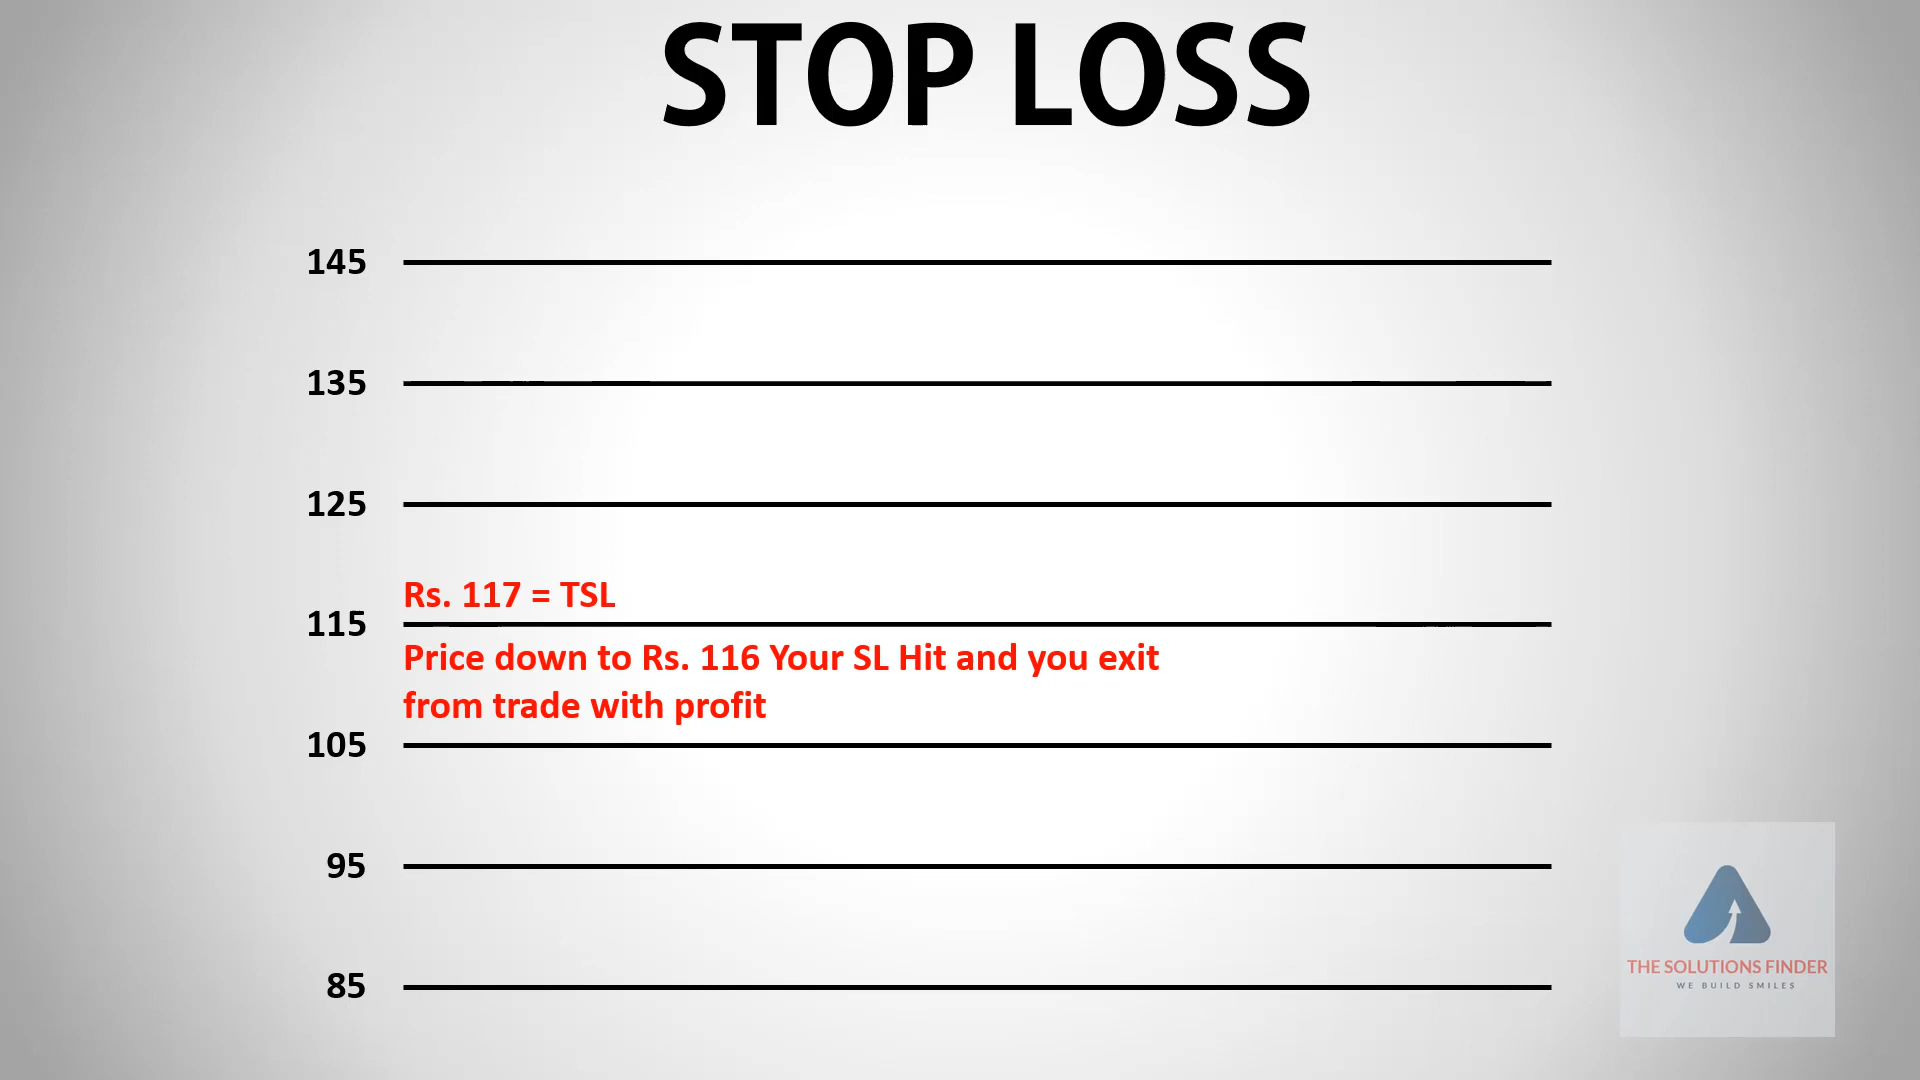 STOP LOSS
145
135
125
Rs. 117 = TSL
115
Price down to Rs. 116 Your SL Hit and you exit
from trade with profit
105
95
85
THE SOLUTIONS FINDER
WE BUILD SMILES